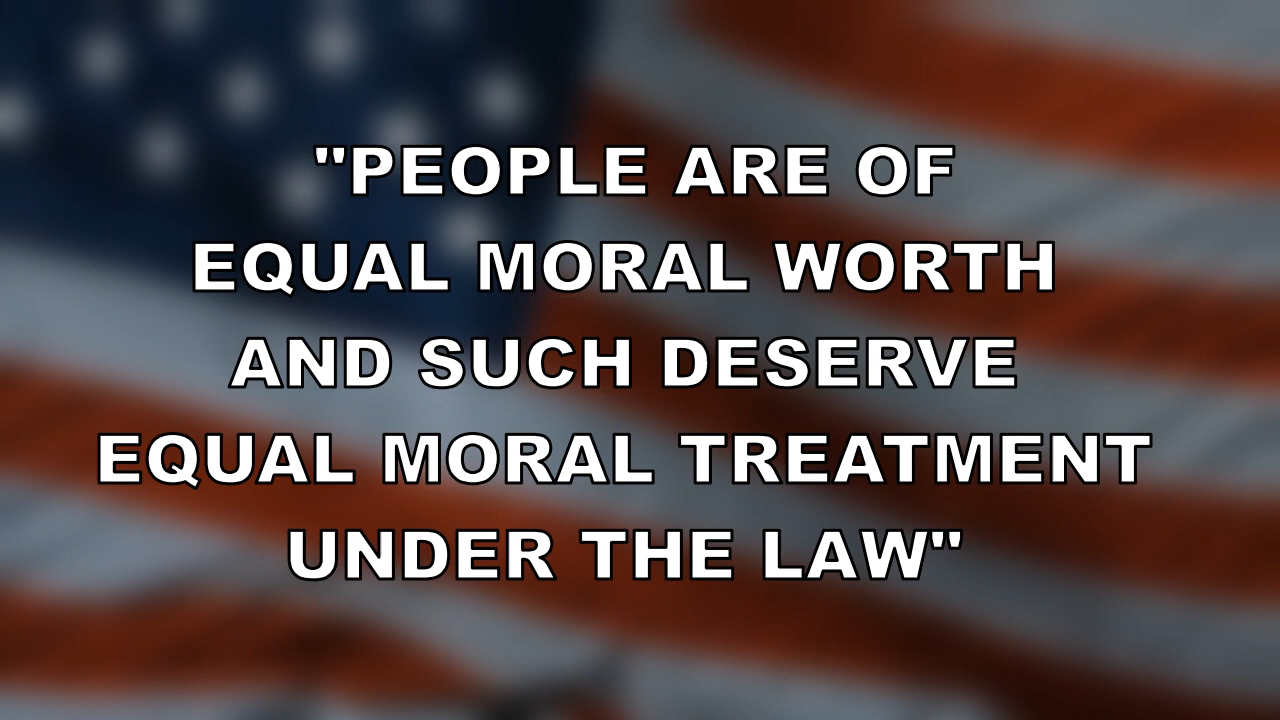 "PEOPLE ARE OF
EQUAL MORAL WORTH
AND SUCH DESERVE
EQUAL MORAL TREATMENT
UNDER THE LAW"